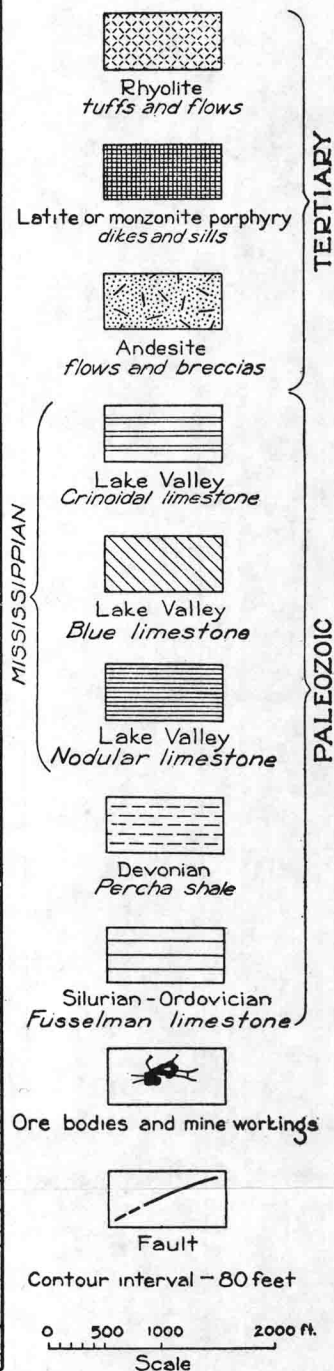 Rhyolite
tuffs and flows
Latite or monzonite porphyry
dikes and sills
Andesite
flows and breccias
TERTIARY
Lake Valley
Crinoidal limestone
Lake Valley
Blue limestone
Lake Valley
Nodular limestone
MISSISSIPPIAN
Devonian
Percha shale
Silurian-Ordovician
Fusselman limestone
PALEOZOIC
Ore bodies and mine workings
Fault
Contour interval - 80 feet
0 500 1000 2000 ft.
Scale